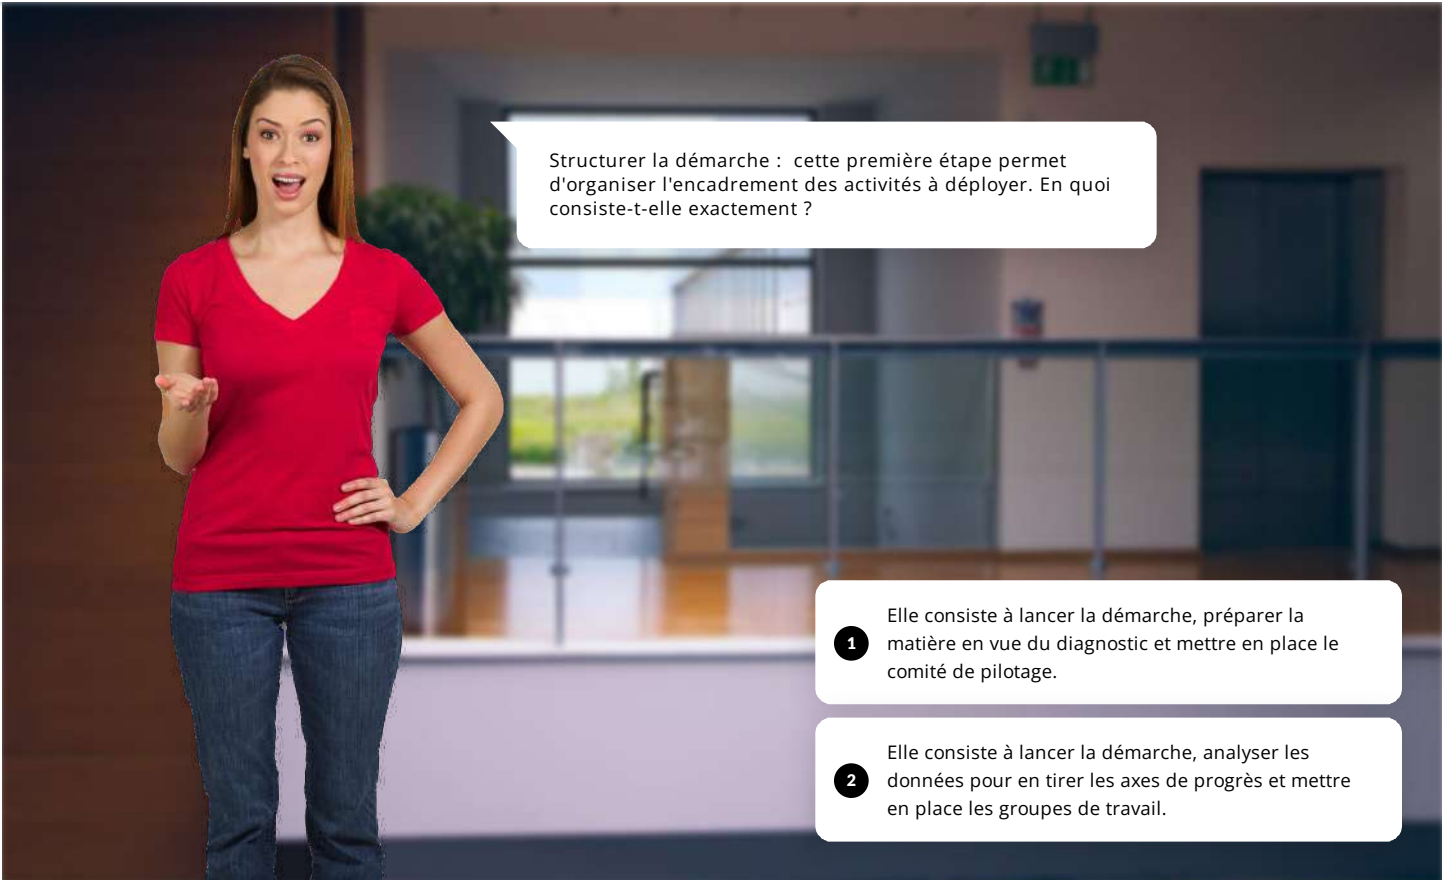 Structurer la démarche :  cette première étape permet
d'organiser l'encadrement des activités à déployer. En quoi
consiste-t-elle exactement ?
1
Elle consiste à lancer la démarche, préparer la
matière en vue du diagnostic et mettre en place le
comité de pilotage.
2
Elle consiste à lancer la démarche, analyser les
données pour en tirer les axes de progrès et mettre
en place les groupes de travail.